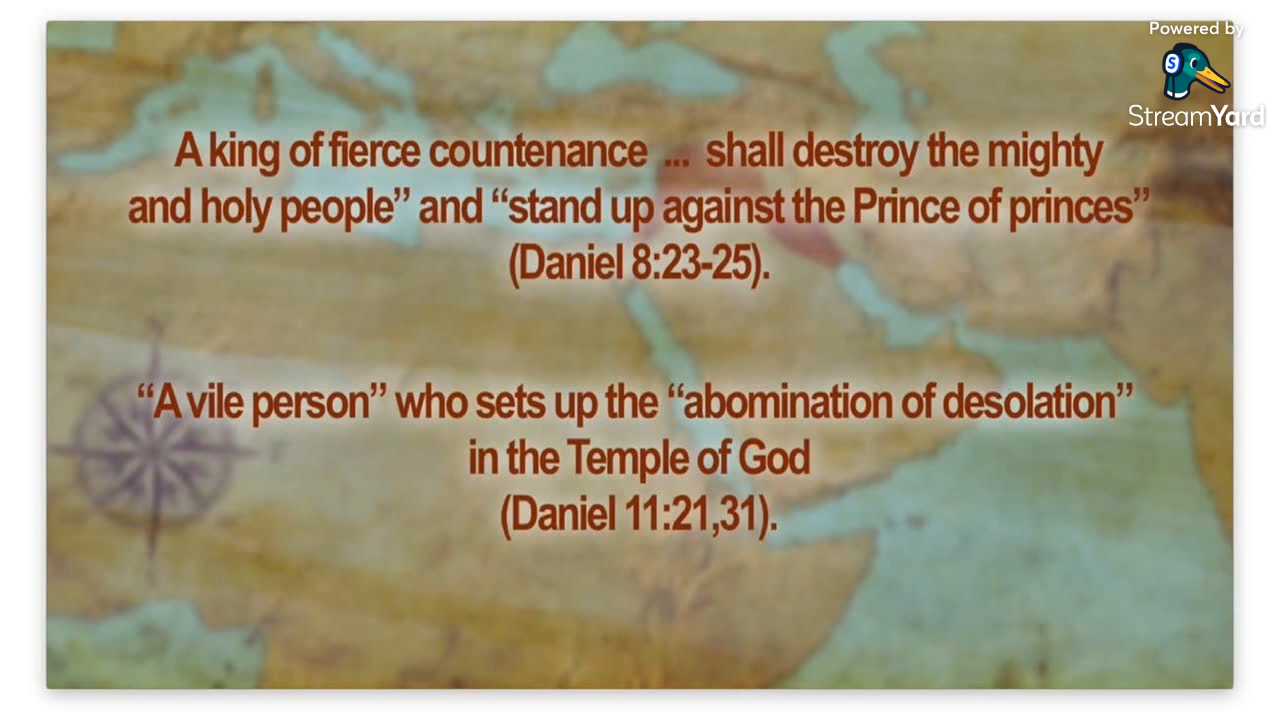 Powered by
StreamYard
A king of fierce countenance ... shall destroy the mighty
and holy people” and “stand up against the Prince of princes”
(Daniel 8:23-25).
“A vile person” who sets up the “abomination of desolation”
in the Temple of God
(Daniel 11:21,31).